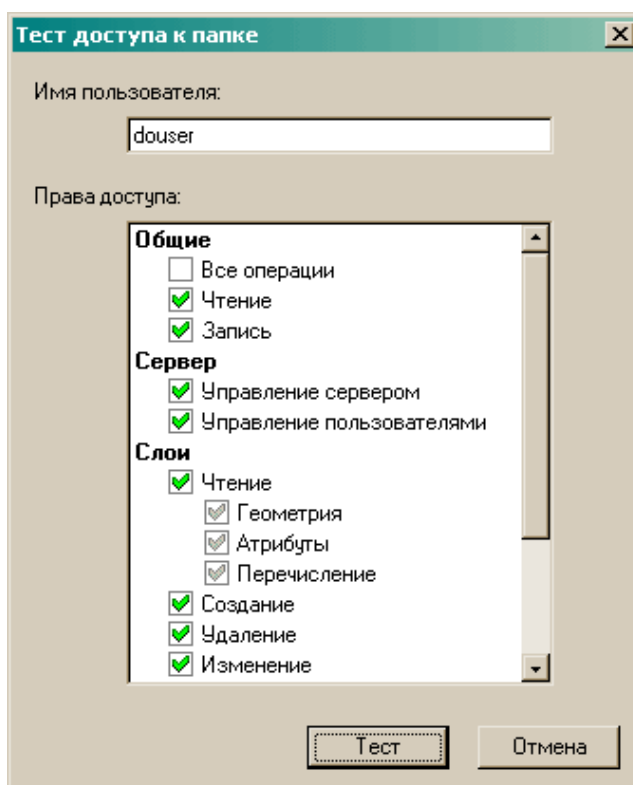 Тест доступа к папке
Имя пользователя:
douser
Права доступа:
Общие
Все операции
Чтение
Запись
Сервер
Управление сервером
Управление пользователями
Слои
Чтение
Геометрия
Атрибуты
Перечисление
Создание
Удаление
Изменение
Тест
Отмена